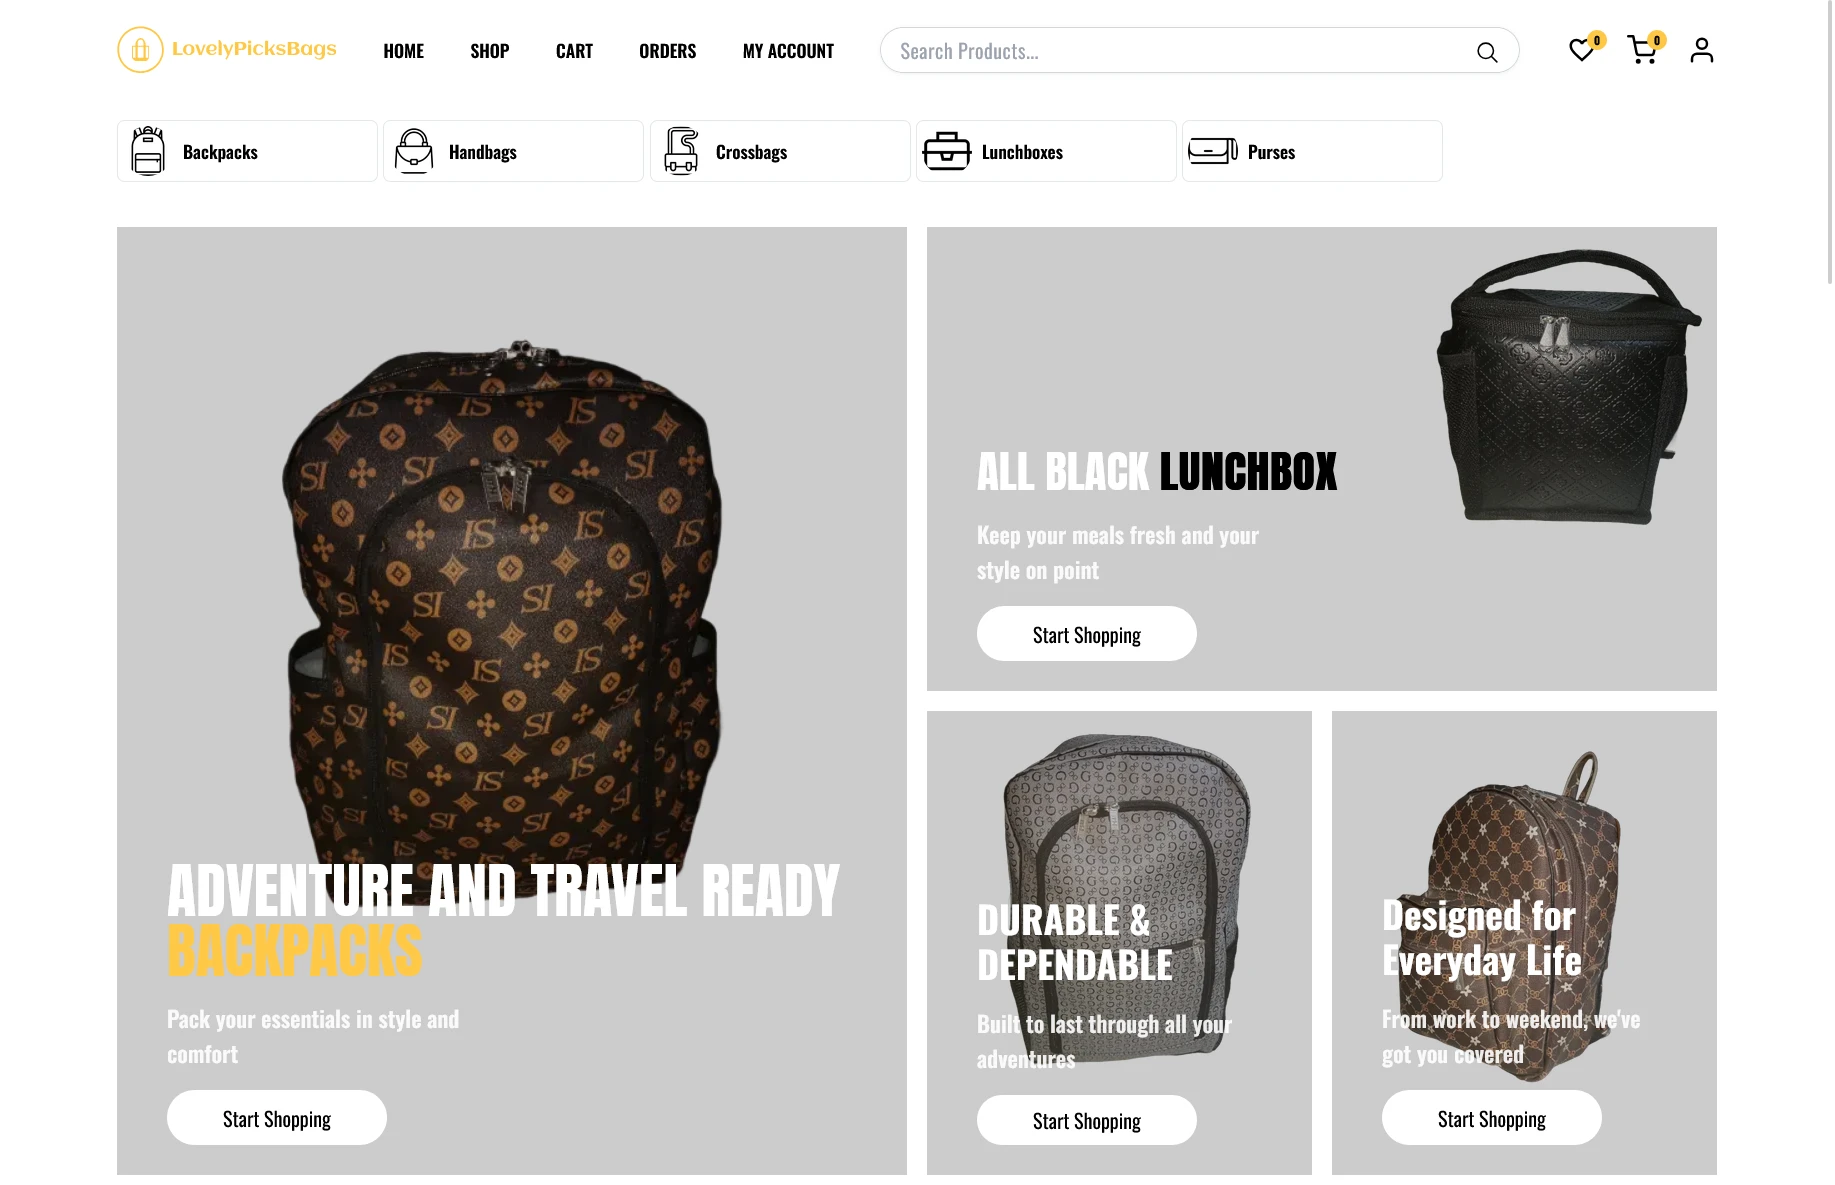 LovelyPicksBags
HOME
SHOP
CART
ORDERS
MY ACCOUNT
Search Products...
0
0
Backpacks
Handbags
Crossbags
Lunchboxes
Purses
ADVENTURE AND TRAVEL READY
BACKPACKS
Pack your essentials in style and
comfort
Start Shopping
ALL BLACK LUNCHBOX
Keep your meals fresh and your
style on point
Start Shopping
DURABLE &
DEPENDABLE
Built to last through all your
adventures
Start Shopping
Designed for
Everyday Life
From work to weekend, we've
got you covered
Start Shopping